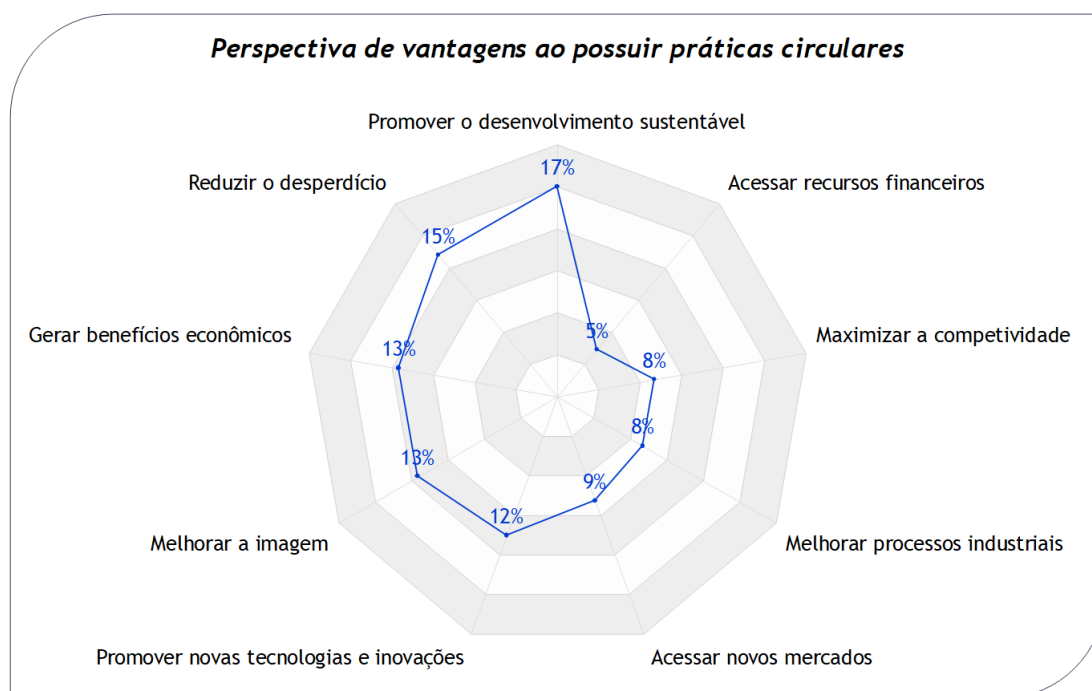 Perspectiva de vantagens ao possuir práticas circulares
Promover o desenvolvimento sustentável
17%
Reduzir o desperdício
Acessar recursos financeiros
15%
5%
Gerar benefícios econômicos
Maximizar a competividade
13%
8%
13%
8%
9%
12%
Melhorar a imagem
Melhorar processos industriais
Promover novas tecnologias e inovações
Acessar novos mercados